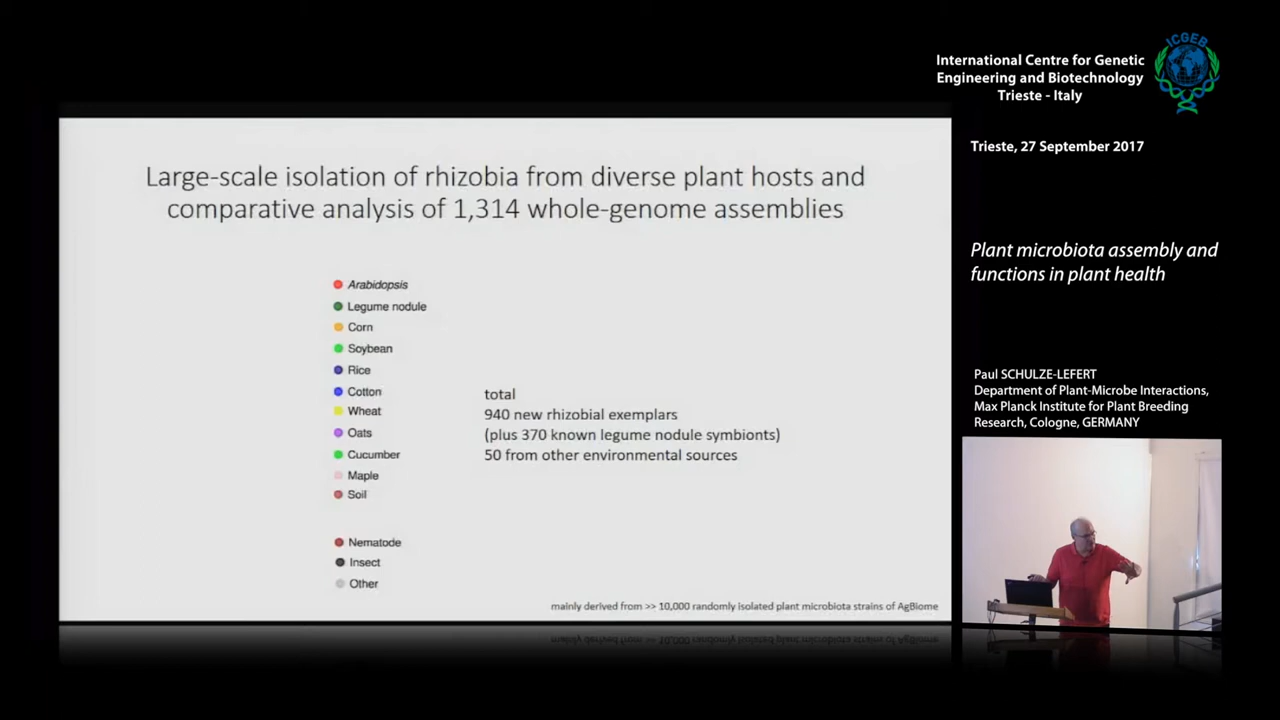 Large-scale isolation of rhizobia from diverse plant hosts and
comparative analysis of 1,314 whole-genome assemblies
Arabidopsis
Legume nodule
Corn
Soybean
Rice
Cotton
Wheat
Oats
Cucumber
Maple
Soil
Nematode
Insect
Other
total
940 new rhizobial exemplars
(plus 370 known legume nodule symbionts)
50 from other environmental sources
mainly derived from >> 10,000 randomly isolated plant microbiota strains of AgBiome
International Centre for Genetic
Engineering and Biotechnology
Trieste - Italy
ICGEB
Trieste, 27 September 2017
Plant microbiota assembly and
functions in plant health
Paul SCHULZE-LEFERT
Department of Plant-Microbe Interactions,
Max Planck Institute for Plant Breeding
Research, Cologne, GERMANY